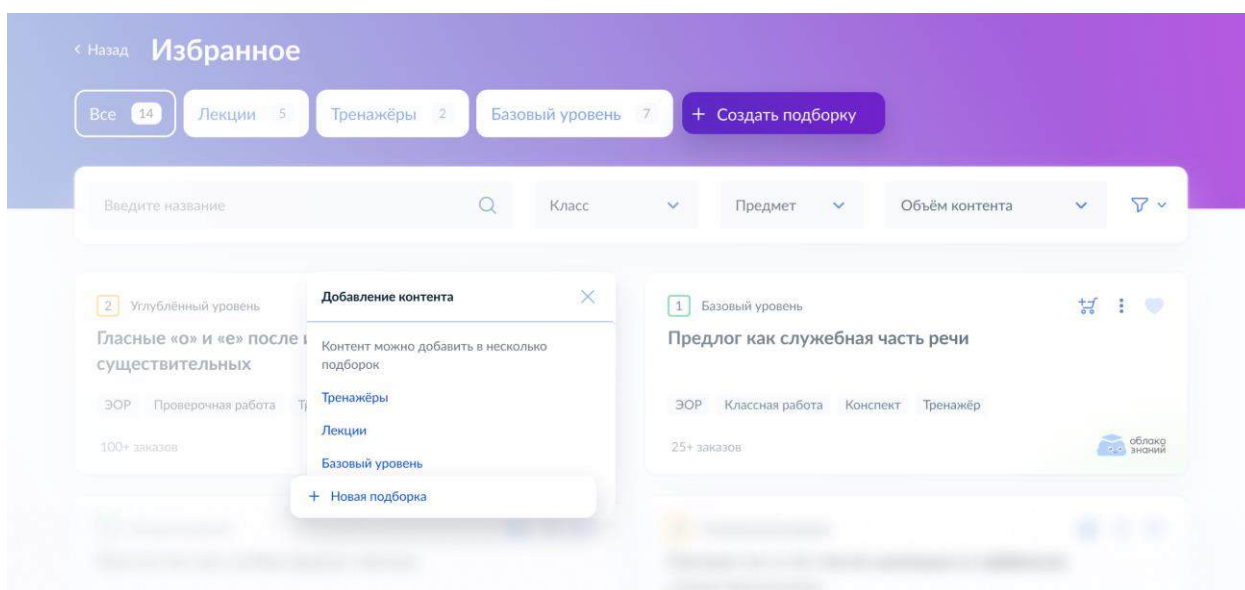 Назад Избранное
Все 14 Лекции 5 Тренажёры 2 Базовый уровень 7 + Создать подборку
Введите название Класс Предмет Объём контента
2 Углублённый уровень
Гласные «о» и «е» после
существительных
ЭОР Проверочная работа
100+ заказов
Добавление контента
Контент можно добавить в несколько
подборок
Тренажёры
Лекции
Базовый уровень
+ Новая подборка
1 Базовый уровень
Предлог как служебная часть речи
ЭОР Классная работа Конспект Тренажёр
25+ заказов
облако
знаний